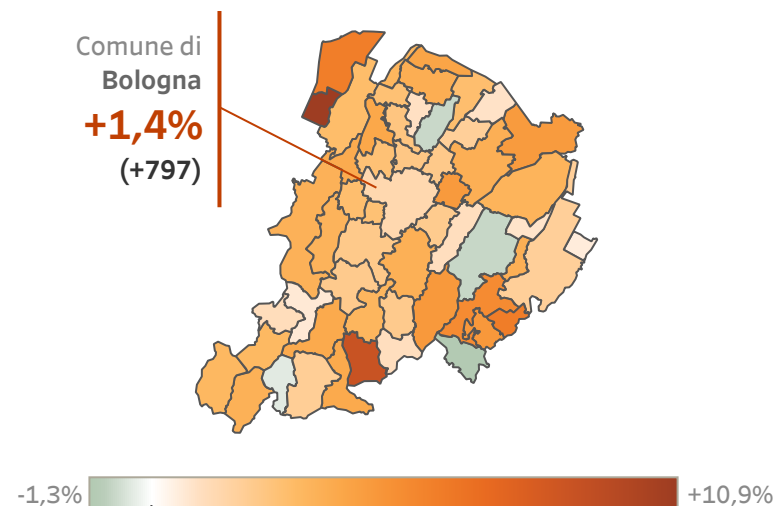 Comune di
Bologna
+1,4%
(+797)
-1,3%
+10,9%